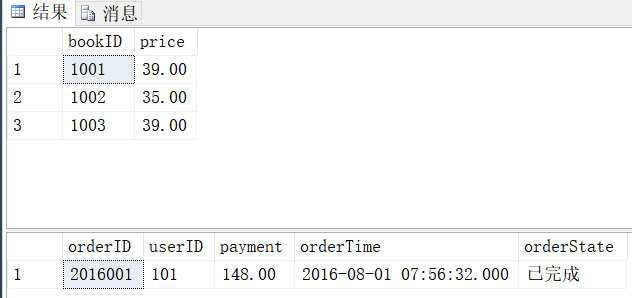 结果 消息
bookID price
1 1001 39.00
2 1002 35.00
3 1003 39.00
orderID userID payment orderTime orderState
1 2016001 101 148.00 2016-08-01 07:56:32.000 已完成